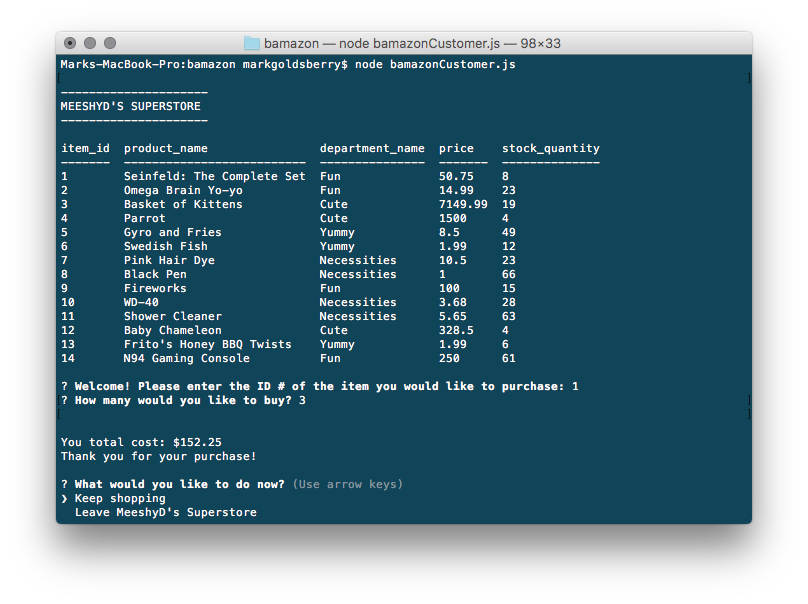 bamazon — node bamazonCustomer.js — 98×33
Marks-MacBook-Pro:bamazon markgoldsberry$ node bamazonCustomer.js
[ ]
---------------------
MEESHYD'S SUPERSTORE
---------------------
item_id product_name department_name price stock_quantity
------- -------------------------- --------------- ------- --------------
1 Seinfeld: The Complete Set Fun 50.75 8
2 Omega Brain Yo-yo Fun 14.99 23
3 Basket of Kittens Cute 7149.99 19
4 Parrot Cute 1500 4
5 Gyro and Fries Yummy 8.5 49
6 Swedish Fish Yummy 1.99 12
7 Pink Hair Dye Necessities 10.5 23
8 Black Pen Necessities 1 66
9 Fireworks Fun 100 15
10 WD-40 Necessities 3.68 28
11 Shower Cleaner Necessities 5.65 63
12 Baby Chameleon Cute 328.5 4
13 Frito's Honey BBQ Twists Yummy 1.99 6
14 N94 Gaming Console Fun 250 61
? Welcome! Please enter the ID # of the item you would like to purchase: 1
[? How many would you like to buy? 3 ]
[ ]
You total cost: $152.25
Thank you for your purchase!
? What would you like to do now? (Use arrow keys)
❯ Keep shopping
Leave MeeshyD's Superstore